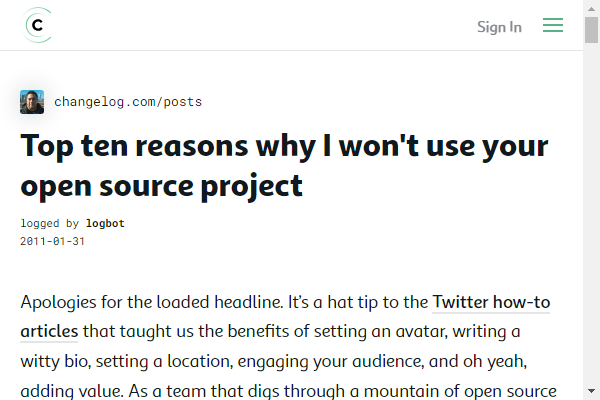 C
Sign In
changelog.com/posts
Top ten reasons why I won't use your
open source project
logged by logbot
2011-01-31
Apologies for the loaded headline. It's a hat tip to the Twitter how-to
articles that taught us the benefits of setting an avatar, writing a
witty bio, setting a location, engaging your audience, and oh yeah,
adding value. As a team that digs through a mountain of open source